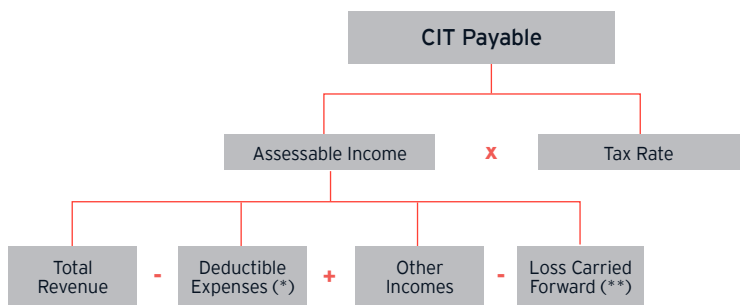 CIT Payable
Assessable Income x Tax Rate
Total Revenue - Deductible Expenses (*) + Other Incomes - Loss Carried Forward (**)